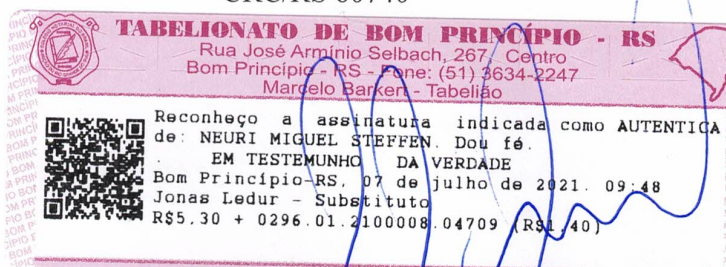 TABELIONATO DE BOM PRINCÍPIO - RS
Rua José Armínio Selbach, 267, Centro
Bom Princípio - RS - Fone: (51) 3634-2247
Marcelo Barken - Tabelião
Reconheço a assinatura indicada como AUTENTICA
de: NEURI MIGUEL STEFFEN. Dou fé.
. EM TESTEMUNHO DA VERDADE
Bom Princípio-RS, 07 de julho de 2021. 09:48
Jonas Ledur - Substituto
R$5,30 + 0296.01.2100008.04709 (R$1,40)